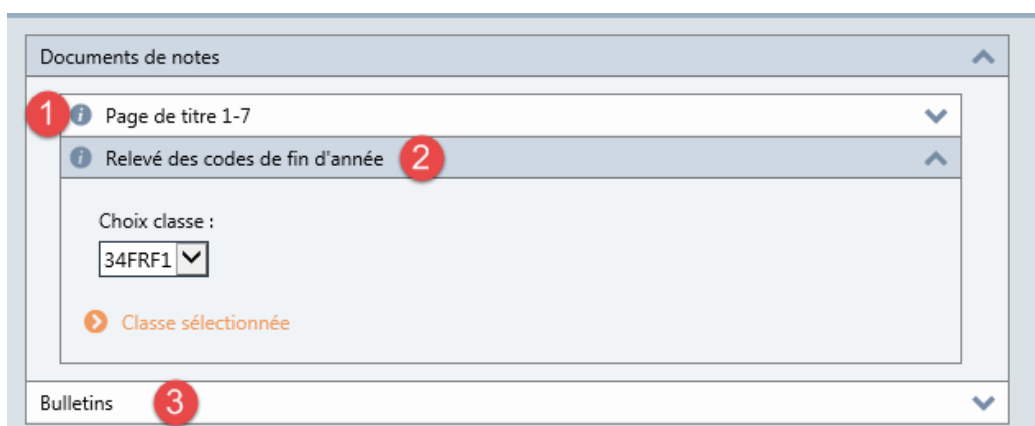 Documents de notes
1 Page de titre 1-7
Relevé des codes de fin d'année 2
Choix classe :
34FRF1
Classe sélectionnée
Bulletins 3